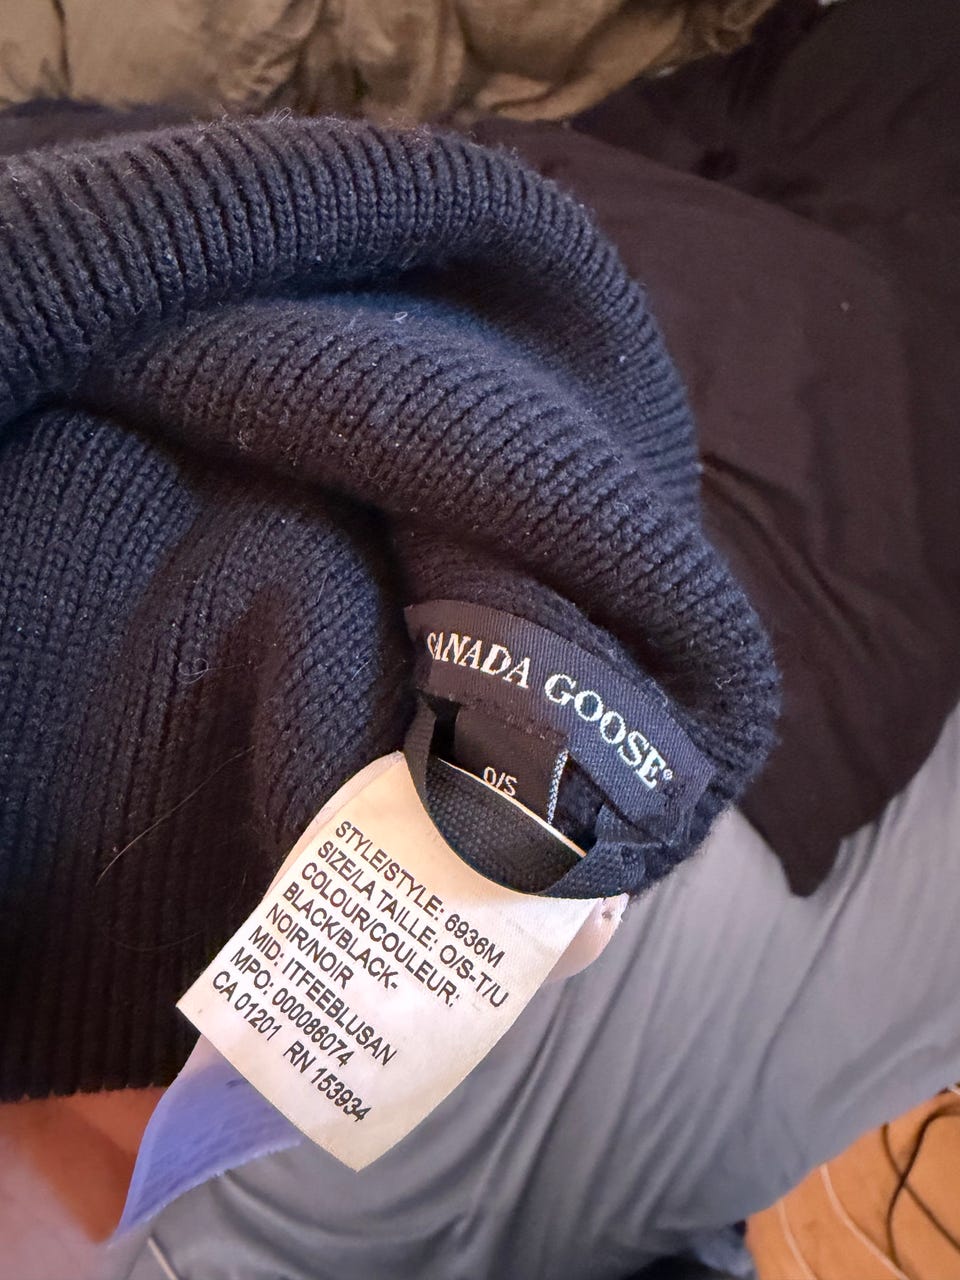 CANADA GOOSE®
O/S
STYLE/STYLE: 6936M
SIZE/LA TAILLE: O/S-T/U
COLOUR/COULEUR:
BLACK/BLACK-
NOIR/NOIR
MID: ITFEEBLUSAN
MPO: 000086074
CA 01201 RN 153934